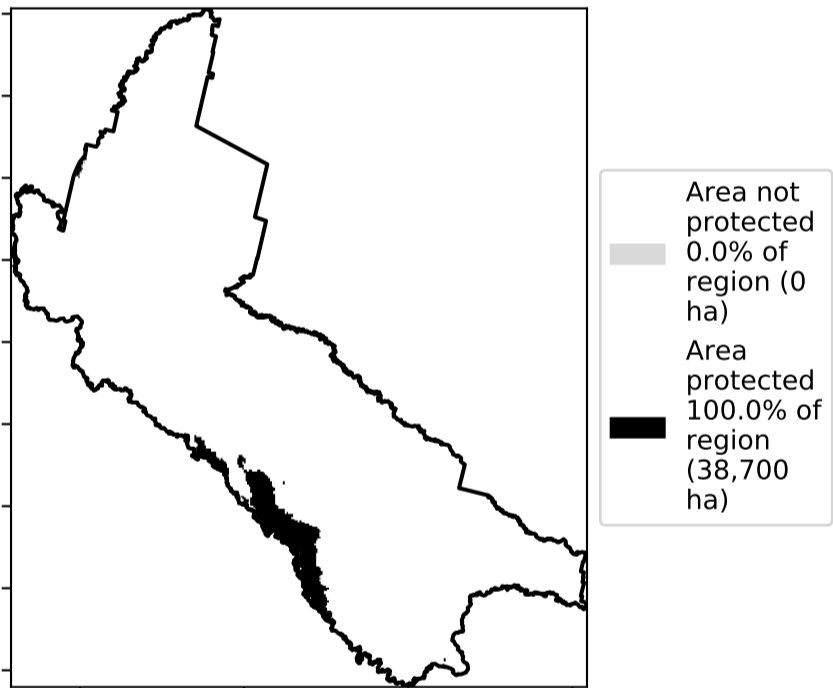 Area not
protected
0.0% of
region (0
ha)
Area
protected
100.0% of
region
(38,700
ha)